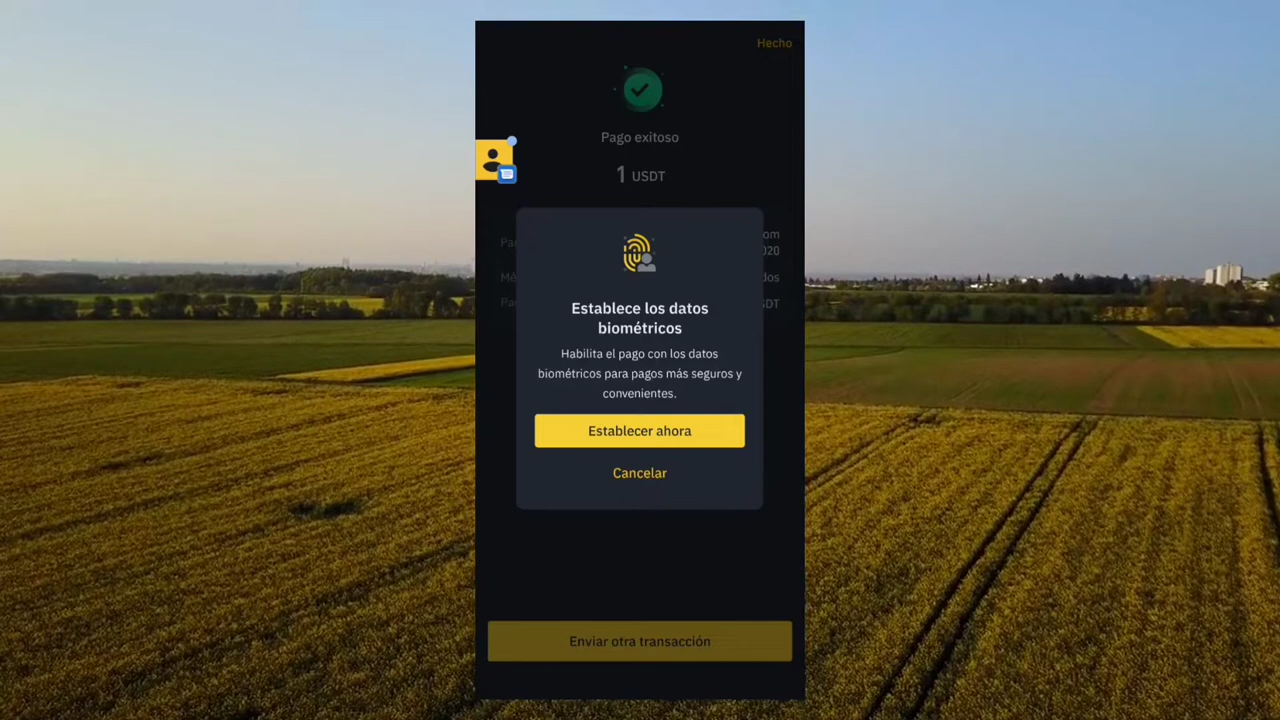 Hecho
Pago exitoso
1 USDT
Establece los datos
biométricos
Habilita el pago con los datos
biométricos para pagos más seguros y
convenientes.
Establecer ahora
Cancelar
Enviar otra transacción